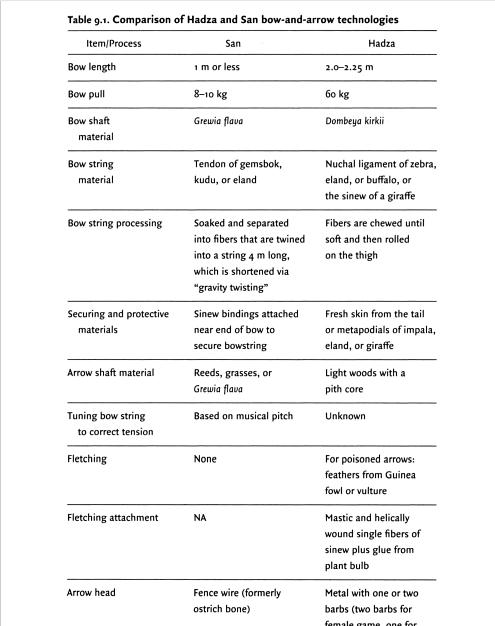 Table 9.1. Comparison of Hadza and San bow-and-arrow technologies
Item/Process San Hadza
Bow length 1 m or less 2.0–2.25 m
Bow pull 8–10 kg 60 kg
Bow shaft Grewia flava Dombeya kirkii
material
Bow string Tendon of gemsbok, Nuchal ligament of zebra,
material kudu, or eland eland, or buffalo, or
the sinew of a giraffe
Bow string processing Soaked and separated Fibers are chewed until
into fibers that are twined soft and then rolled
into a string 4 m long, on the thigh
which is shortened via
“gravity twisting”
Securing and protective Sinew bindings attached Fresh skin from the tail
materials near end of bow to or metapodials of impala,
secure bowstring eland, or giraffe
Arrow shaft material Reeds, grasses, or Light woods with a
Grewia flava pith core
Tuning bow string Based on musical pitch Unknown
to correct tension
Fletching None For poisoned arrows:
feathers from Guinea
fowl or vulture
Fletching attachment NA Mastic and helically
wound single fibers of
sinew plus glue from
plant bulb
Arrow head Fence wire (formerly Metal with one or two
ostrich bone) barbs (two barbs for
female game, one for